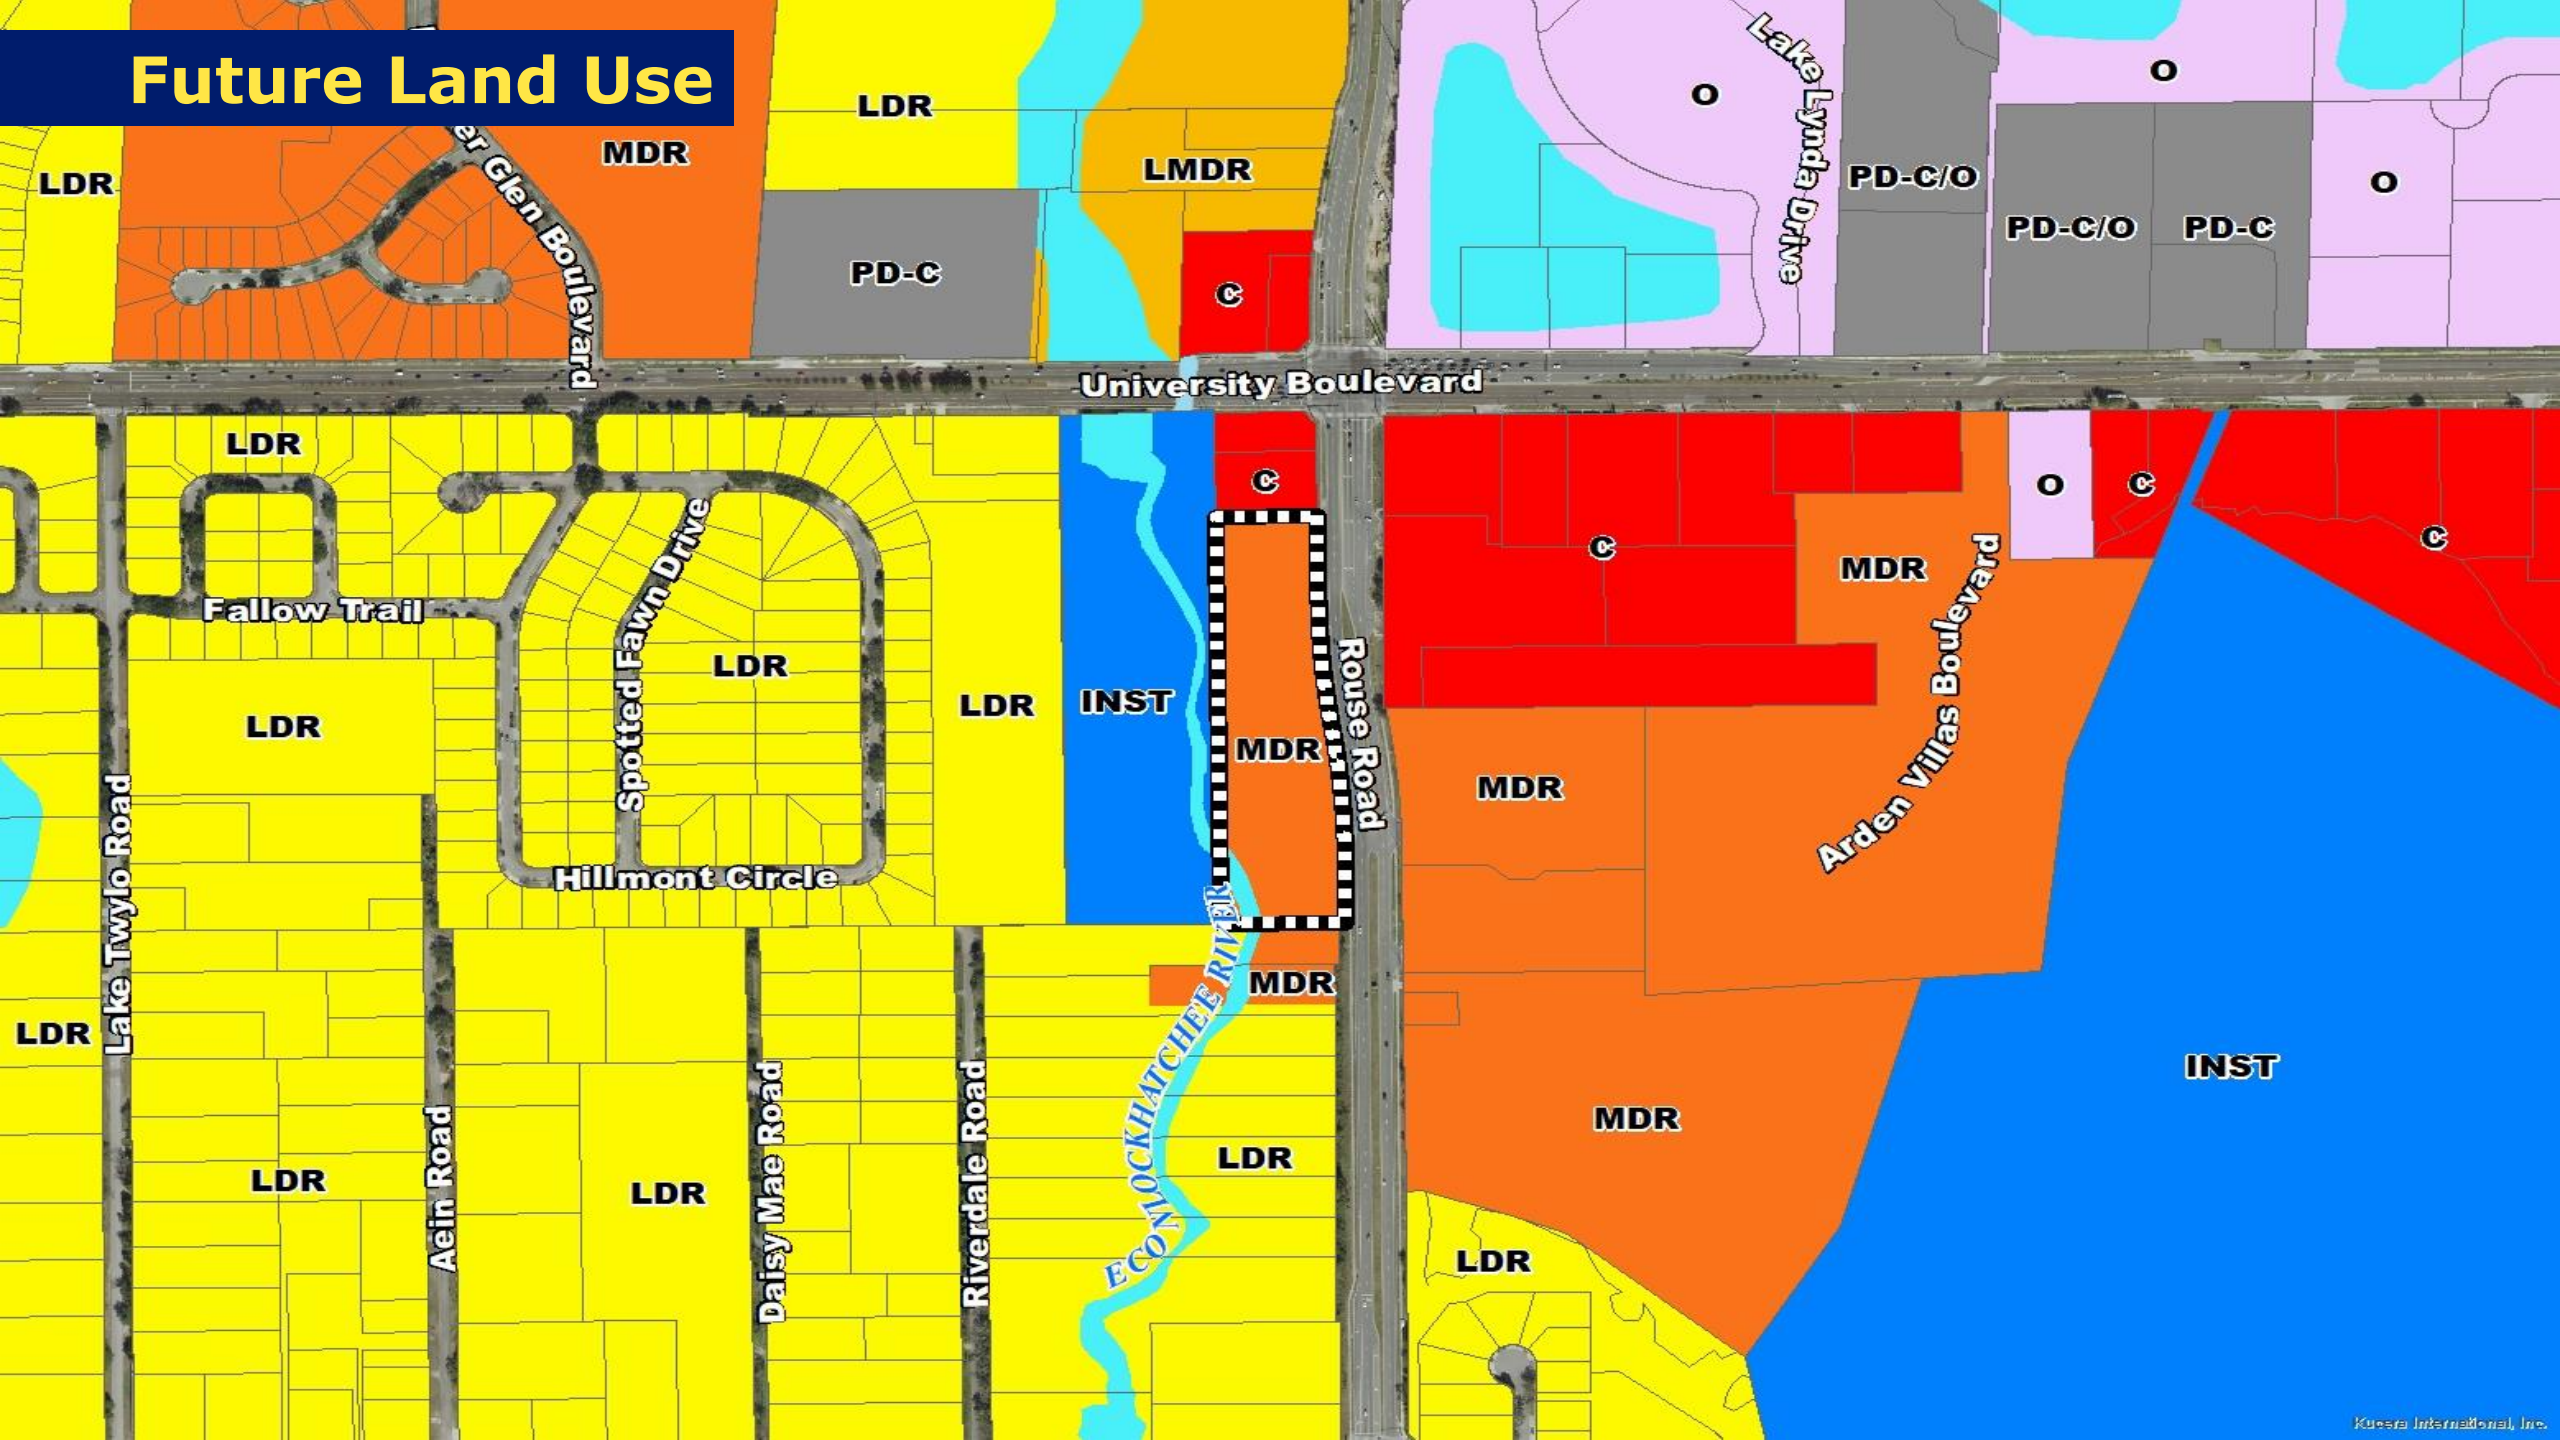 Future Land Use
er Glen Boulevard
LDR
MDR
LDR
LMDR
PD-C
C
O
Lake Lynda Drive
PD-C/O
O
PD-C/O
PD-C
O
University Boulevard
LDR
Fallow Trail
Spotted Fawn Drive
LDR
LDR
LDR
INST
C
MDR
Rouse Road
C
MDR
O
C
C
Arden Villas Boulevard
MDR
Hillmont Circle
Lake Twylo Road
LDR
LDR
Aein Road
LDR
Daisy Mae Road
Riverdale Road
ECONLOCKHATCHEE RIVER
MDR
LDR
MDR
LDR
INST
Kucera International, Inc.